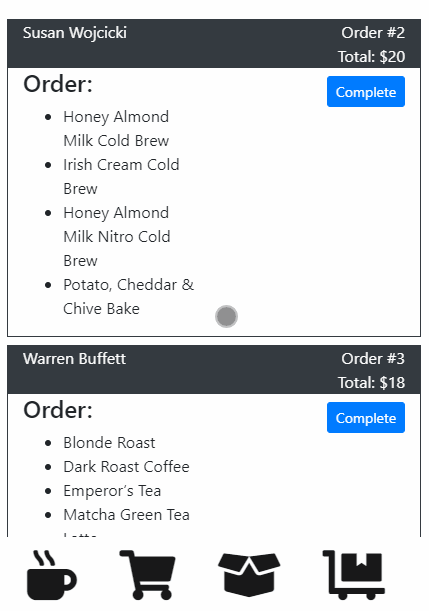 Susan Wojcicki Order #2
Total: $20
Order:
Complete
Honey Almond
Milk Cold Brew
Irish Cream Cold
Brew
Honey Almond
Milk Nitro Cold
Brew
Potato, Cheddar &
Chive Bake
Warren Buffett Order #3
Total: $18
Order:
Complete
Blonde Roast
Dark Roast Coffee
Emperor's Tea
Matcha Green Tea